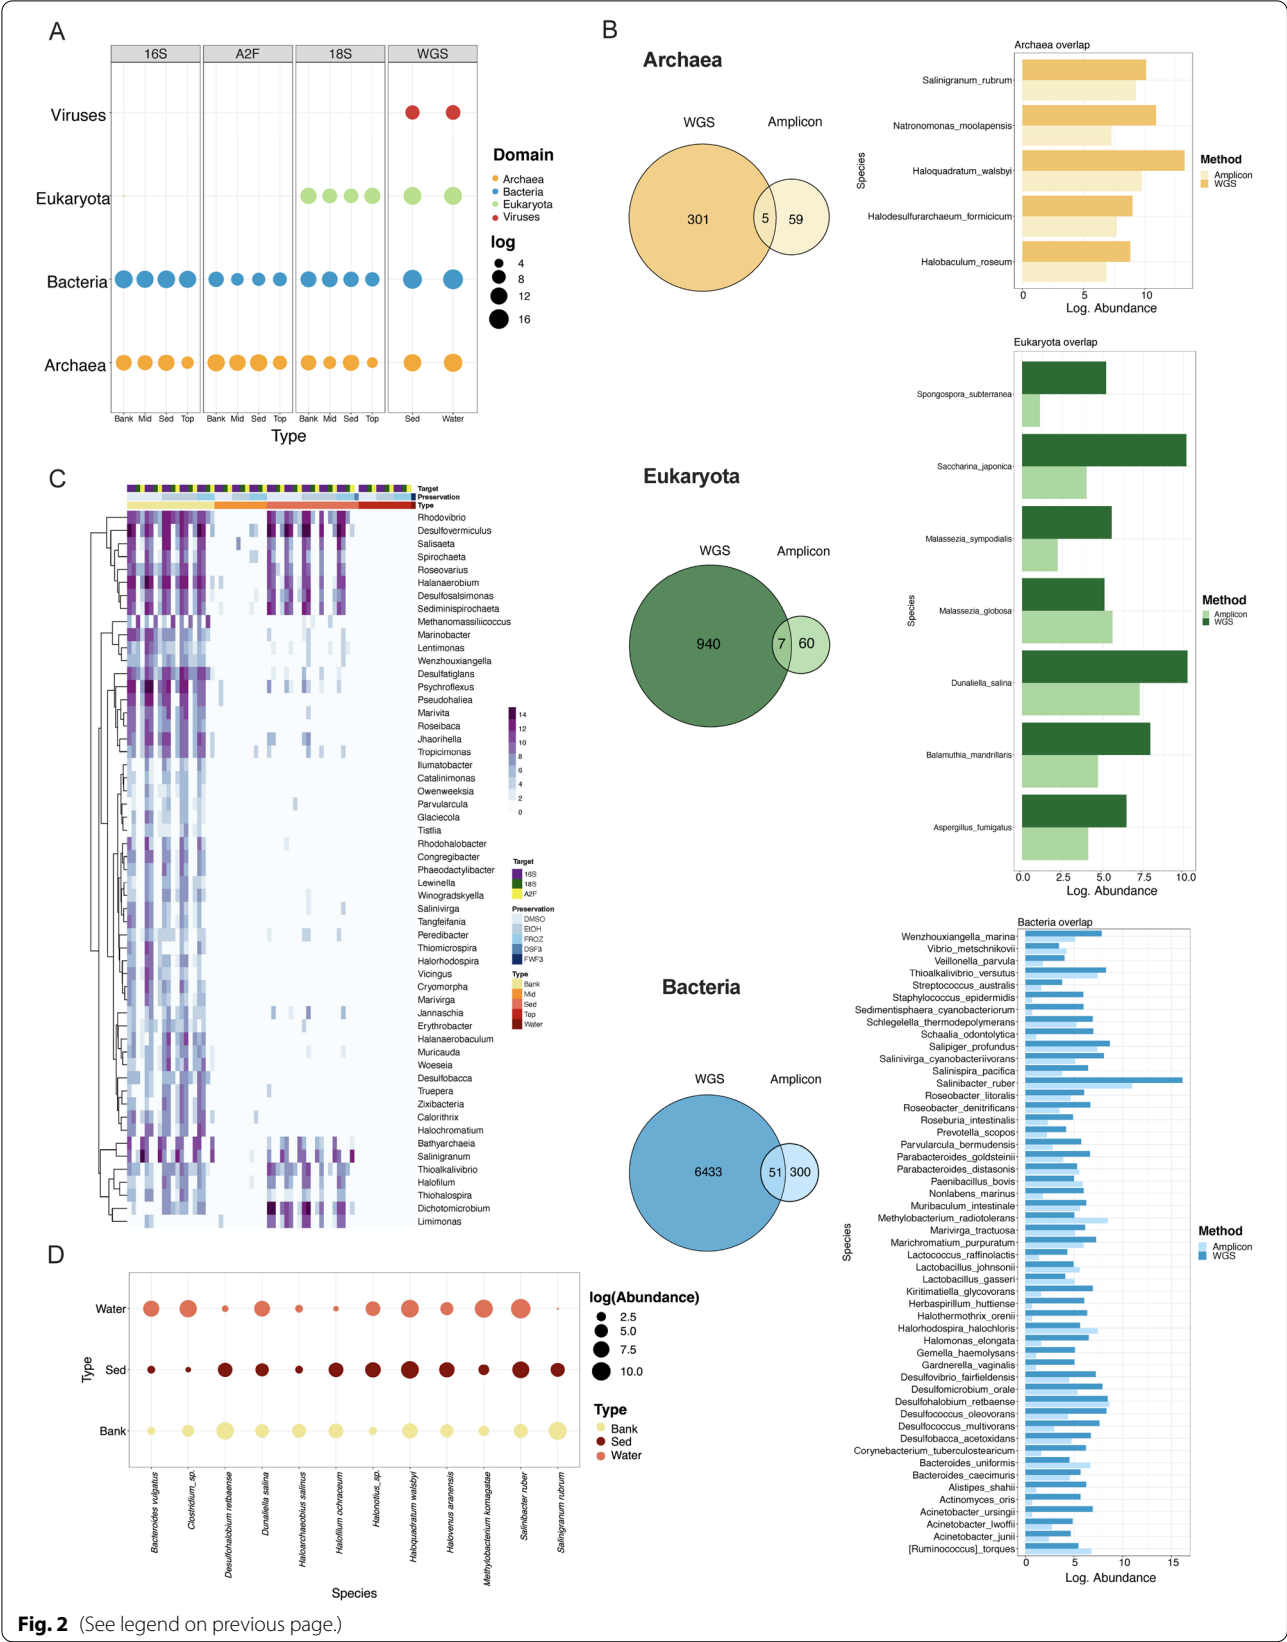 A
16S
A2F
18S
WGS
Viruses
Eukaryota
Bacteria
Archaea
Bank Mid Sed Top
Bank Mid Sed Top
Bank Mid Sed Top
Sed Water
Type
Domain
Archaea
Bacteria
Eukaryota
Viruses
log
4
8
12
16
B
Archaea
WGS
Amplicon
301
5
59
Archaea overlap
Species
Salinigranum_rubrum
Natronomonas_moolapensis
Haloquadratum_walsbyi
Halodesulfurarchaeum_formicicum
Halobaculum_roseum
0 5 10
Log. Abundance
Method
Amplicon
WGS
Eukaryota
WGS
Amplicon
940
7
60
Eukaryota overlap
Species
Spongospora_subterranea
Saccharina_japonica
Malassezia_sympodialis
Malassezia_globosa
Dunaliella_salina
Balamuthia_mandrillaris
Aspergillus_fumigatus
0.0 2.5 5.0 7.5 10.0
Log. Abundance
Method
Amplicon
WGS
Bacteria
WGS
Amplicon
6433
51
300
Bacteria overlap
Species
Wenzhouxiangella_marina
Vibrio_metschnikovii
Veillonella_parvula
Thioalkalivibrio_versutus
Streptococcus_australis
Staphylococcus_epidermidis
Sedimentisphaera_cyanobacteriorum
Schlegelella_thermodepolymerans
Schaalia_odontolytica
Salipiger_profundus
Salinivirga_cyanobacteriivorans
Salinispira_pacifica
Salinibacter_ruber
Roseobacter_litoralis
Roseobacter_denitrificans
Roseburia_intestinalis
Prevotella_scopos
Parvularcula_bermudensis
Parabacteroides_goldsteinii
Parabacteroides_distasonis
Paenibacillus_bovis
Nonlabens_marinus
Muribaculum_intestinale
Methylobacterium_radiotolerans
Marivirga_tractuosa
Marichromatium_purpuratum
Lactococcus_raffinolactis
Lactobacillus_johnsonii
Lactobacillus_gasseri
Kiritimatiella_glycovorans
Herbaspirillum_huttiense
Halothermothrix_orenii
Halorhodospira_halochloris
Halomonas_elongata
Gemella_haemolysans
Gardnerella_vaginalis
Desulfovibrio_fairfieldensis
Desulfomicrobium_orale
Desulfohalobium_retbaense
Desulfococcus_oleovorans
Desulfococcus_multivorans
Desulfobacca_acetoxidans
Corynebacterium_tuberculostearicum
Bacteroides_uniformis
Bacteroides_caecimuris
Alistipes_shahii
Actinomyces_oris
Acinetobacter_ursingii
Acinetobacter_lwoffii
Acinetobacter_junii
[Ruminococcus]_torques
0 5 10 15
Log. Abundance
Method
Amplicon
WGS
C
Target
Preservation
Type
Rhodovibrio
Desulfovermiculus
Salisaeta
Spirochaeta
Roseovarius
Halanaerobium
Desulfosalsimonas
Sediminispirochaeta
Methanomassiliicoccus
Marinobacter
Lentimonas
Wenzhouxiangella
Desulfatiglans
Psychroflexus
Pseudohaliea
Marivita
Roseibaca
Jhaorihella
Tropicimonas
Ilumatobacter
Catalinimonas
Owenweeksia
Parvularcula
Glaciecola
Tistlia
Rhodohalobacter
Congregibacter
Phaeodactylibacter
Lewinella
Winogradskyella
Salinivirga
Tangfeifania
Peredibacter
Thiomicrospira
Halorhodospira
Vicingus
Cryomorpha
Marivirga
Jannaschia
Erythrobacter
Halanaerobaculum
Muricauda
Woeseia
Desulfobacca
Truepera
Zixibacteria
Calorithrix
Halochromatium
Bathyarchaeia
Salinigranum
Thioalkalivibrio
Halofilum
Thiohalospira
Dichotomicrobium
Limimonas
14
12
10
8
6
4
2
0
Target
16S
18S
A2F
Preservation
DMSO
EtOH
FROZ
DSF3
FWF3
Type
Bank
Mid
Sed
Top
Water
D
Type
Water
Sed
Bank
Bacteroides vulgatus
Clostridium_sp.
Desulfohalobium retbaense
Dunaliella salina
Haloarchaeobius salinus
Halofilum ochraceum
Halonotius_sp.
Haloquadratum walsbyi
Halovenus aranensis
Methylobacterium komagatae
Salinibacter ruber
Salinigranum rubrum
Species
log(Abundance)
2.5
5.0
7.5
10.0
Type
Bank
Sed
Water
Fig. 2 (See legend on previous page.)